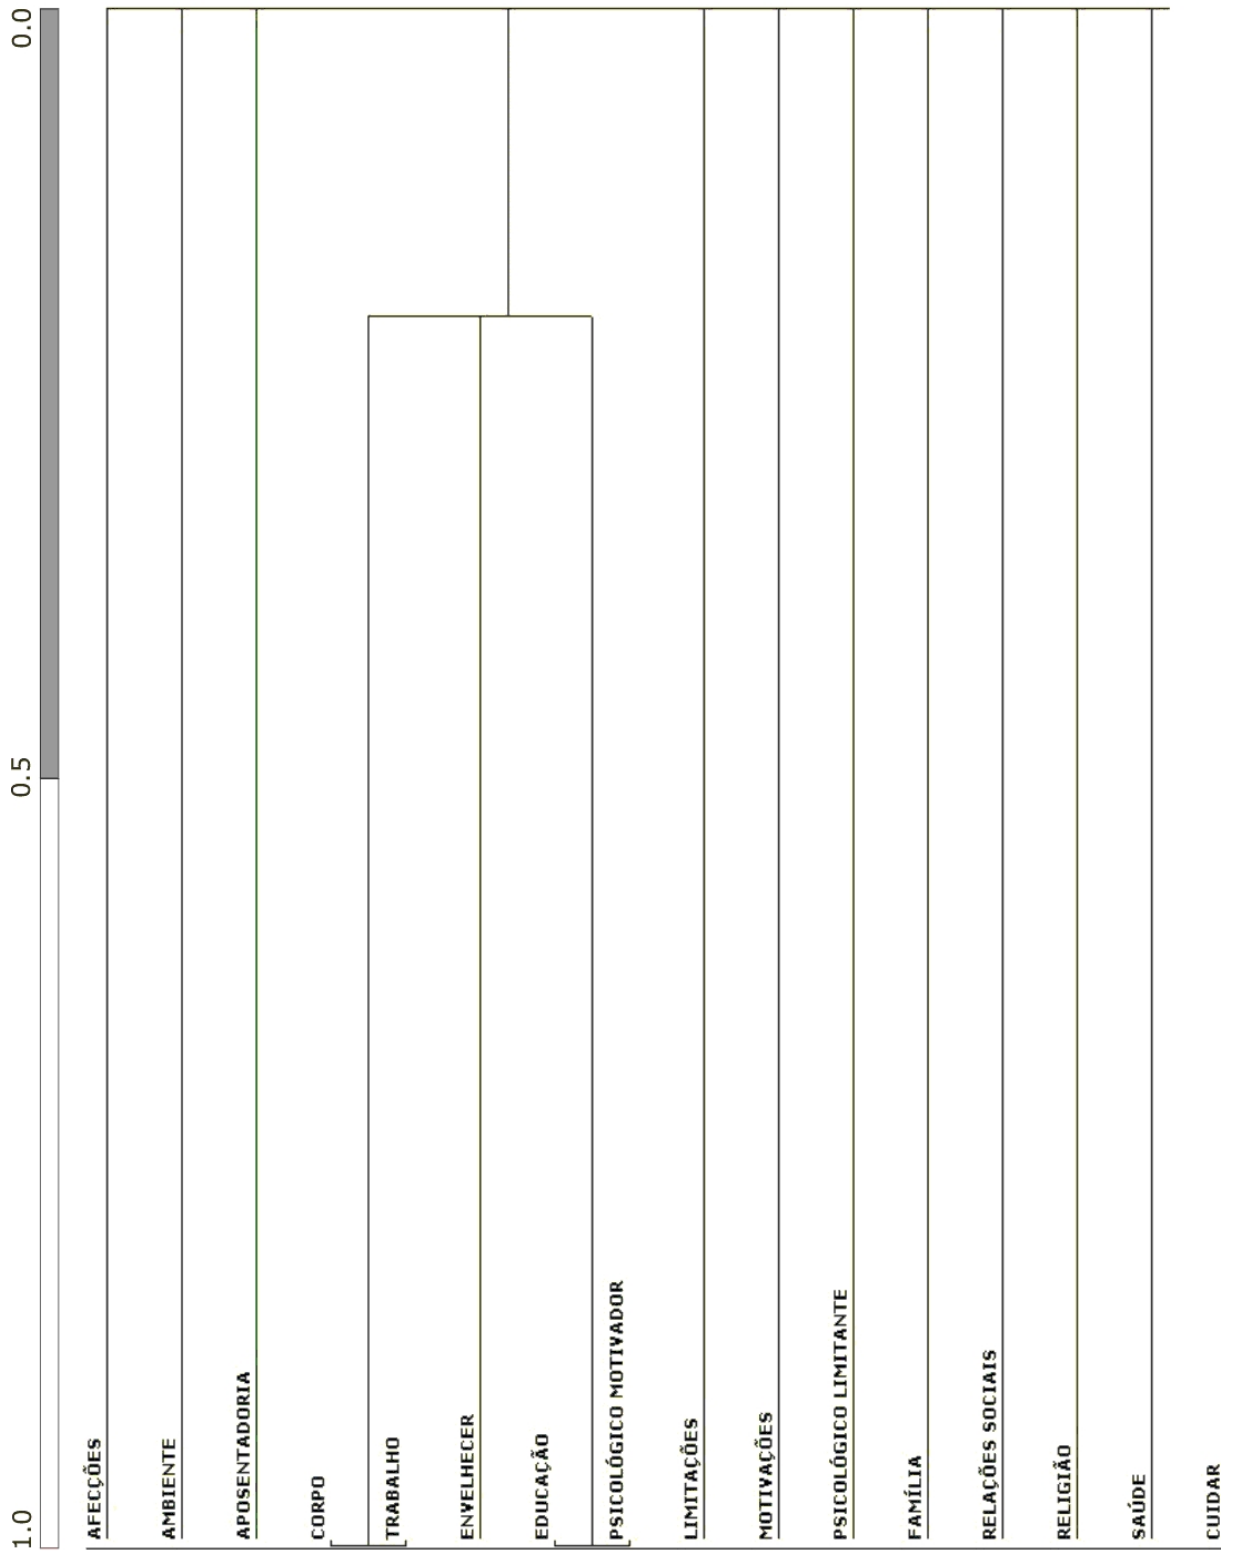 0.0
0.5
1.0
AFECÇÕES
AMBIENTE
APOSENTADORIA
CORPO
TRABALHO
ENVELHECER
EDUCAÇÃO
PSICOLÓGICO MOTIVADOR
LIMITAÇÕES
MOTIVAÇÕES
PSICOLÓGICO LIMITANTE
FAMÍLIA
RELAÇÕES SOCIAIS
RELIGIÃO
SAÚDE
CUIDAR